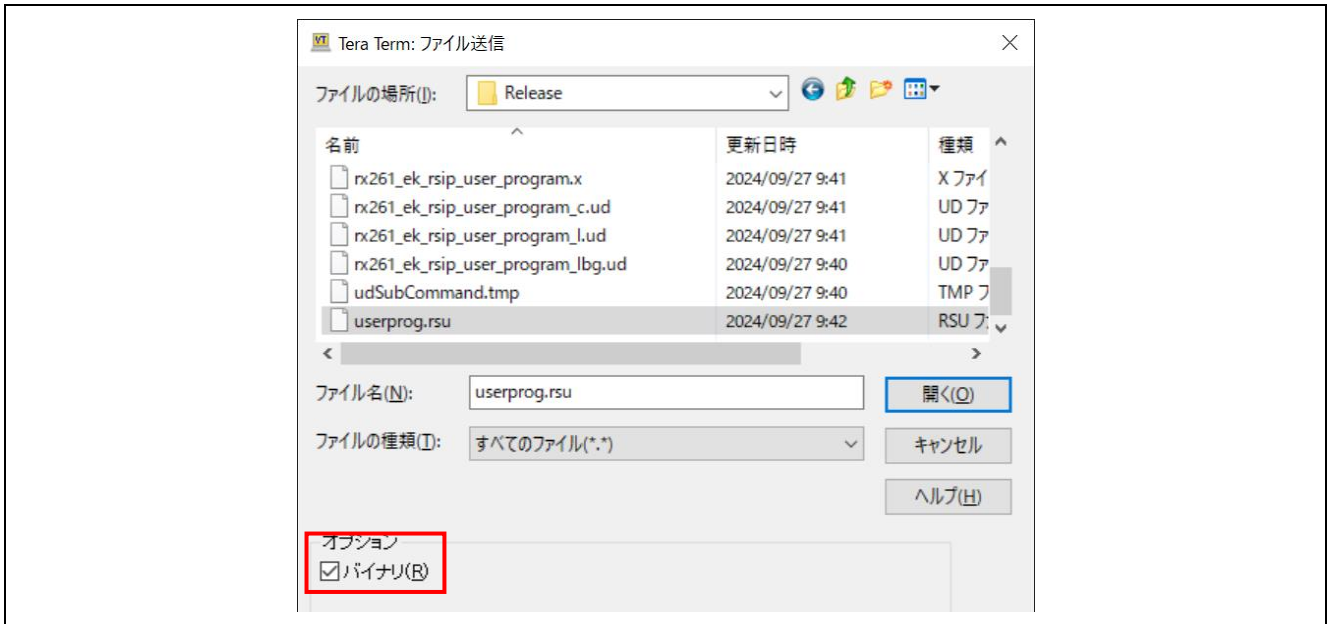 Tera Term: ファイル送信
ファイルの場所(I): Release
名前 更新日時 種類
rx261_ek_rsip_user_program.x 2024/09/27 9:41 X ファイ
rx261_ek_rsip_user_program_c.ud 2024/09/27 9:41 UD ファ
rx261_ek_rsip_user_program_l.ud 2024/09/27 9:41 UD ファ
rx261_ek_rsip_user_program_lbg.ud 2024/09/27 9:40 UD ファ
udSubCommand.tmp 2024/09/27 9:40 TMP フ
userprog.rsu 2024/09/27 9:42 RSU フ
ファイル名(N): userprog.rsu 開く(O)
ファイルの種類(T): すべてのファイル(*.*) キャンセル
ヘルプ(H)
オプション
バイナリ(R)